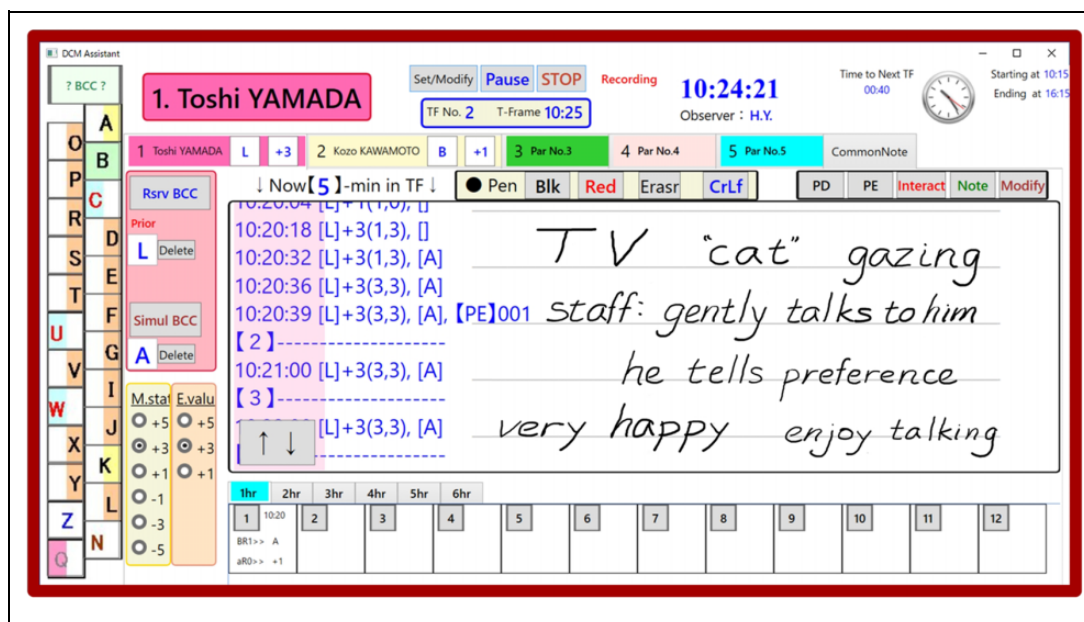 DCM Assistant
? BCC ?
1. Toshi YAMADA
Set/Modify Pause STOP Recording
TF No. 2 T-Frame 10:25
10:24:21
Observer : H.Y.
Time to Next TF
00:40
Starting at 10:15
Ending at 16:15
1 Toshi YAMADA L +3 2 Kozo KAWAMOTO B +1 3 Par No.3 4 Par No.4 5 Par No.5 CommonNote
A
B
C
D
E
F
G
I
J
K
L
N
O
P
R
S
T
U
V
W
X
Y
Z
Q
Rsrv BCC
Prior
L Delete
Simul BCC
A Delete
M.stat E.valu
+5 +5
+3 +3
+1 +1
-1
-3
-5
↓ Now【5】-min in TF ↓ ● Pen Blk Red Erasr CrLf PD PE Interact Note Modify
10:20:04 [L]+1(1,0), []
10:20:18 [L]+3(1,3), []
10:20:32 [L]+3(1,3), [A]
10:20:36 [L]+3(3,3), [A]
10:20:39 [L]+3(3,3), [A], 【PE】001
【2】--------------------
10:21:00 [L]+3(3,3), [A]
【3】--------------------
[L]+3(3,3), [A]
↑ ↓
TV "cat" gazing
staff: gently talks to him
he tells preference
very happy enjoy talking
1hr 2hr 3hr 4hr 5hr 6hr
1 10:20 2 3 4 5 6 7 8 9 10 11 12
BR1>> A
aR0>> +1